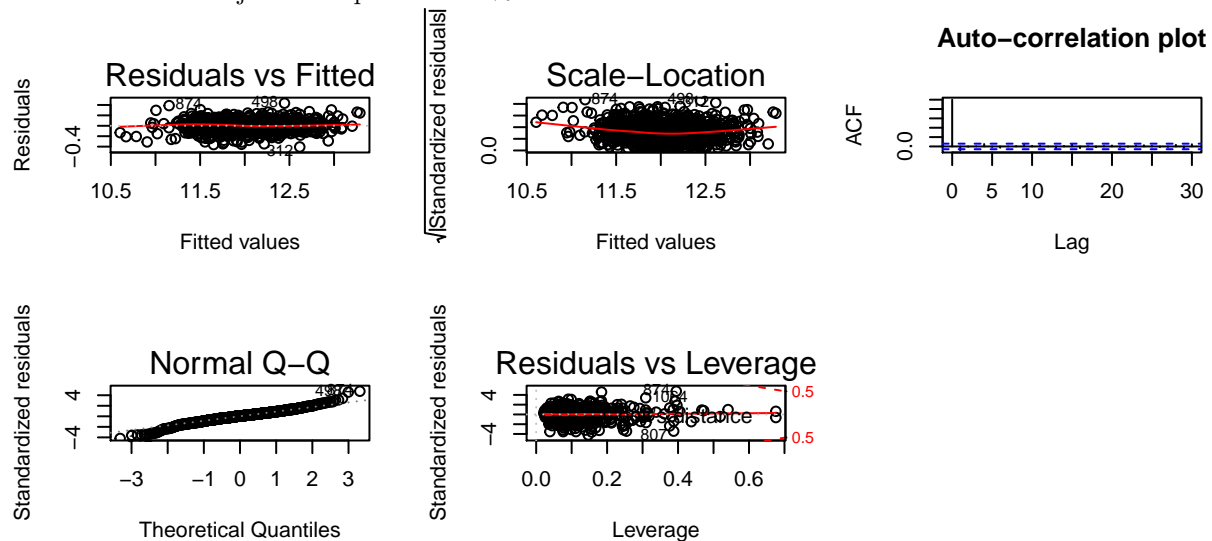 Residuals vs Fitted
Residuals
874
498
312
−0.4
10.5 11.5 12.5
Fitted values
Scale−Location
√|Standardized residuals|
874
0.0
10.5 11.5 12.5
Fitted values
Auto−correlation plot
ACF
0.0
0 5 10 20 30
Lag
Normal Q−Q
Standardized residuals
4
−4
−3 −1 0 1 2 3
Theoretical Quantiles
Residuals vs Leverage
Standardized residuals
4
−4
874
807
0.5
0.5
0.0 0.2 0.4 0.6
Leverage